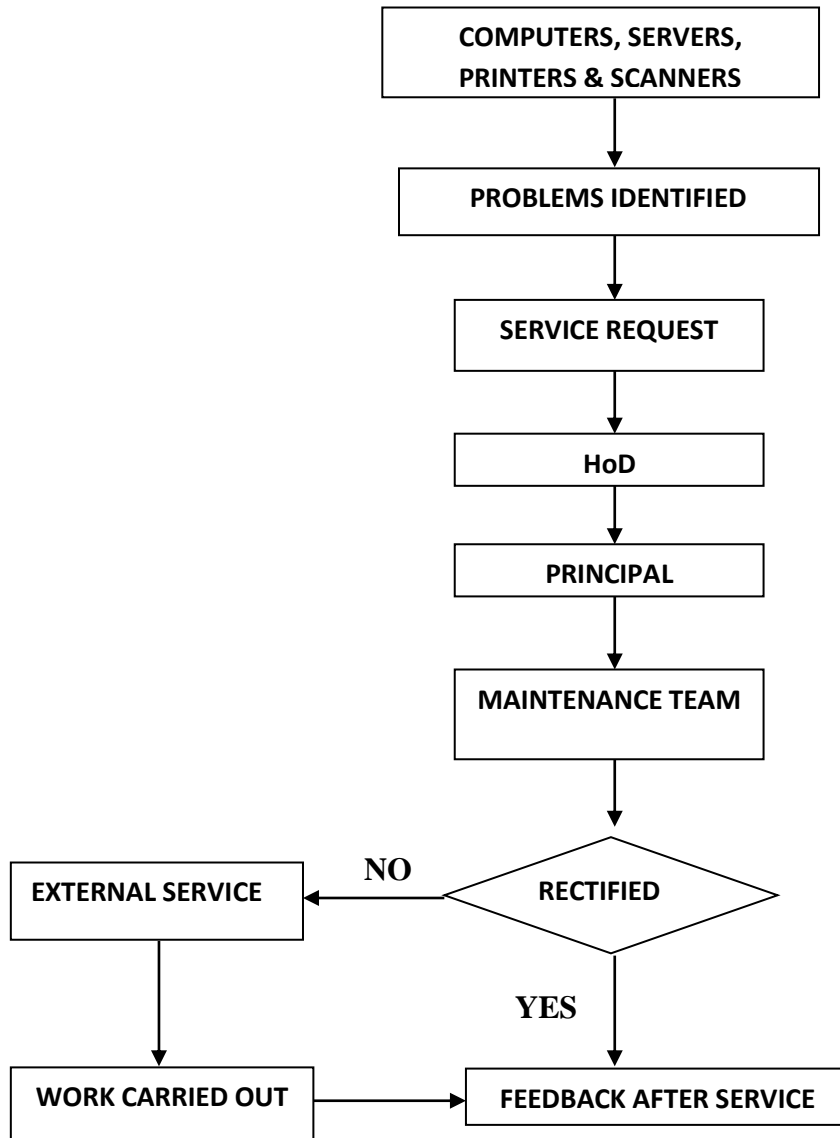 COMPUTERS, SERVERS,
PRINTERS & SCANNERS
PROBLEMS IDENTIFIED
SERVICE REQUEST
HoD
PRINCIPAL
MAINTENANCE TEAM
NO
EXTERNAL SERVICE
RECTIFIED
YES
WORK CARRIED OUT
FEEDBACK AFTER SERVICE